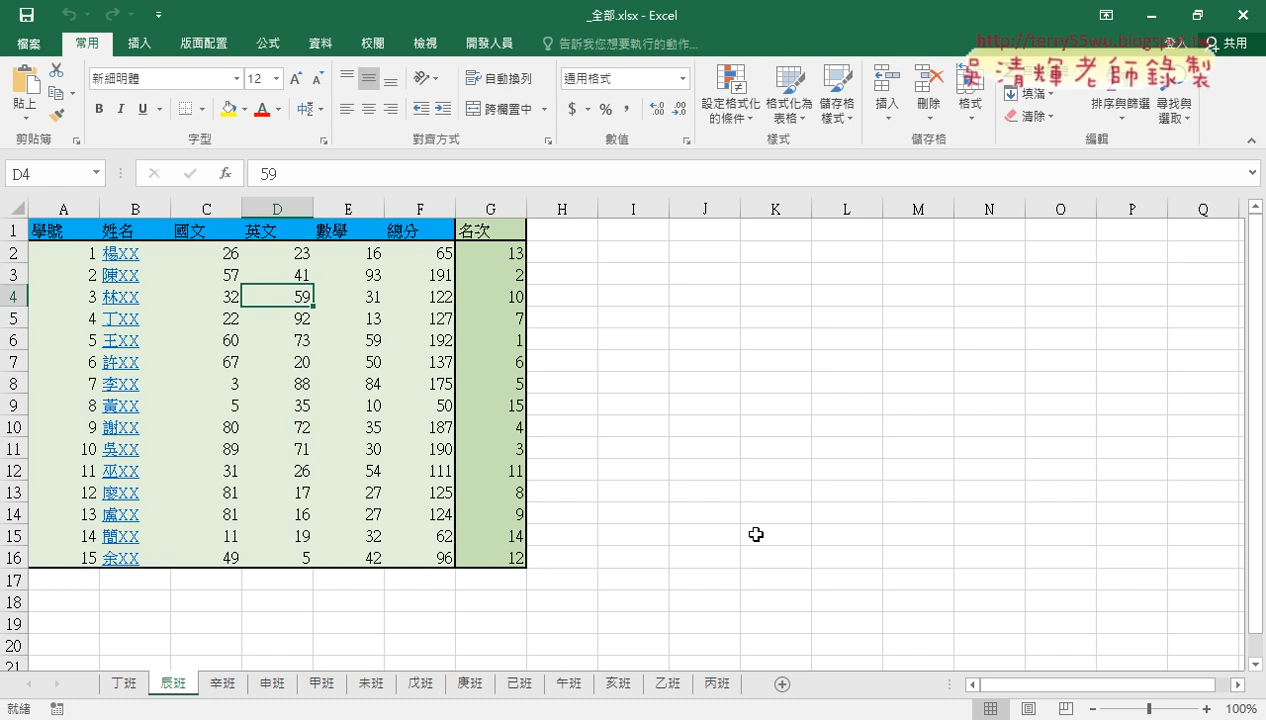 _全部.xlsx - Excel
http://terry55wu.blogspot.tw
吳清輝老師錄製
檔案 常用 插入 版面配置 公式 資料 校閱 檢視 開發人員 告訴我您想要執行的動作... 登入 共用
貼上 新細明體 12 自動換列 通用格式 設定格式化的條件 格式化為表格 儲存格樣式 插入 刪除 格式 填滿 排序與篩選 尋找與選取
B I U 跨欄置中 $ % , 清除
剪貼簿 字型 對齊方式 數值 樣式 儲存格 編輯
D4 fx 59
A B C D E F G H I J K L M N O P Q
1 學號 姓名 國文 英文 數學 總分 名次
2 1 楊XX 26 23 16 65 13
3 2 陳XX 57 41 93 191 2
4 3 林XX 32 59 31 122 10
5 4 丁XX 22 92 13 127 7
6 5 王XX 60 73 59 192 1
7 6 許XX 67 20 50 137 6
8 7 李XX 3 88 84 175 5
9 8 黃XX 5 35 10 50 15
10 9 謝XX 80 72 35 187 4
11 10 吳XX 89 71 30 190 3
12 11 巫XX 31 26 54 111 11
13 12 廖XX 81 17 27 125 8
14 13 盧XX 81 16 27 124 9
15 14 簡XX 11 19 32 62 14
16 15 余XX 49 5 42 96 12
17
18
19
20
21
丁班 辰班 辛班 申班 甲班 未班 戊班 庚班 己班 午班 亥班 乙班 丙班
就緒 100%